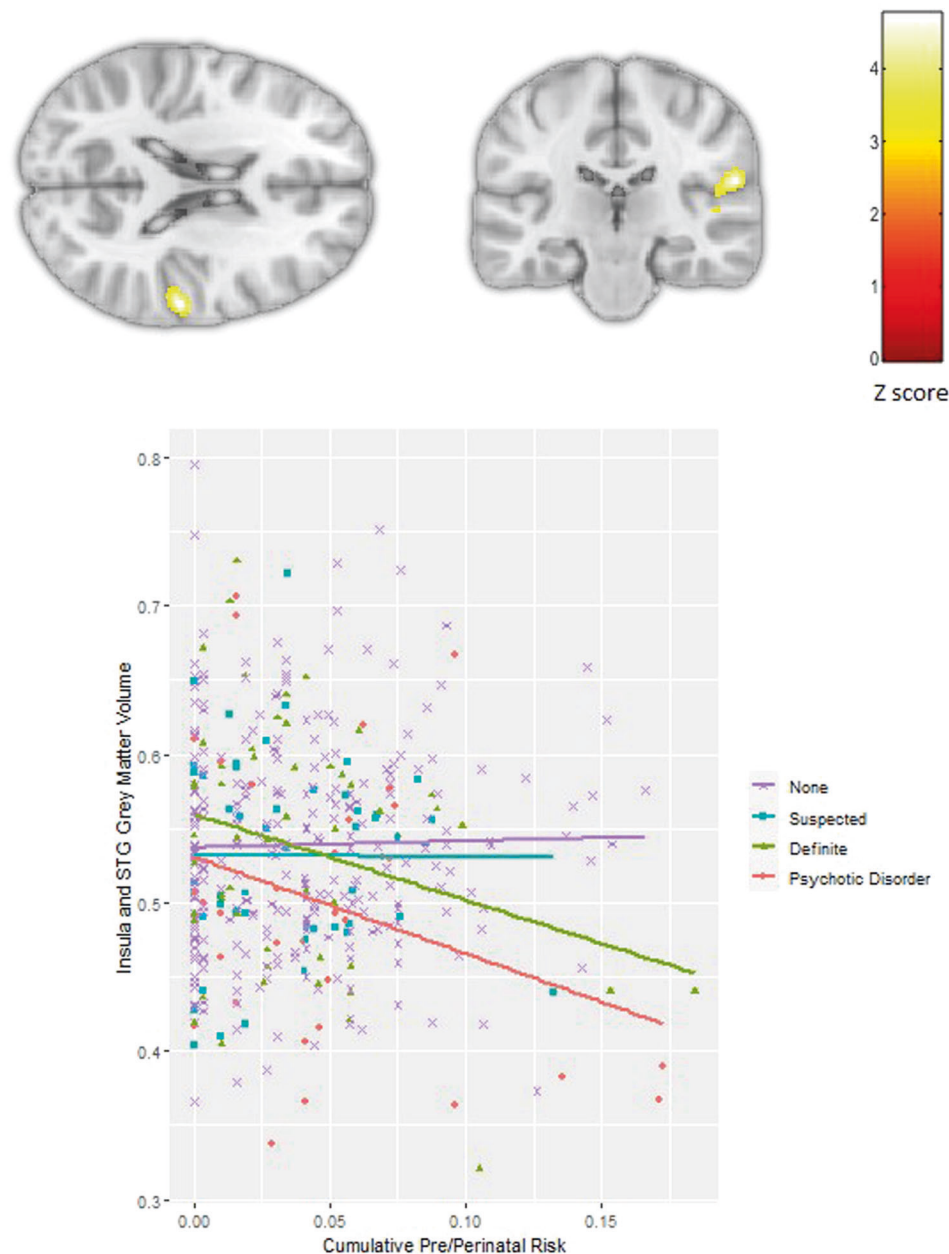 4
3
2
1
0
Z score
0.8
0.7
0.6
0.5
0.4
0.3
Insula and STG Grey Matter Volume
0.00 0.05 0.10 0.15
Cumulative Pre/Perinatal Risk
None
Suspected
Definite
Psychotic Disorder